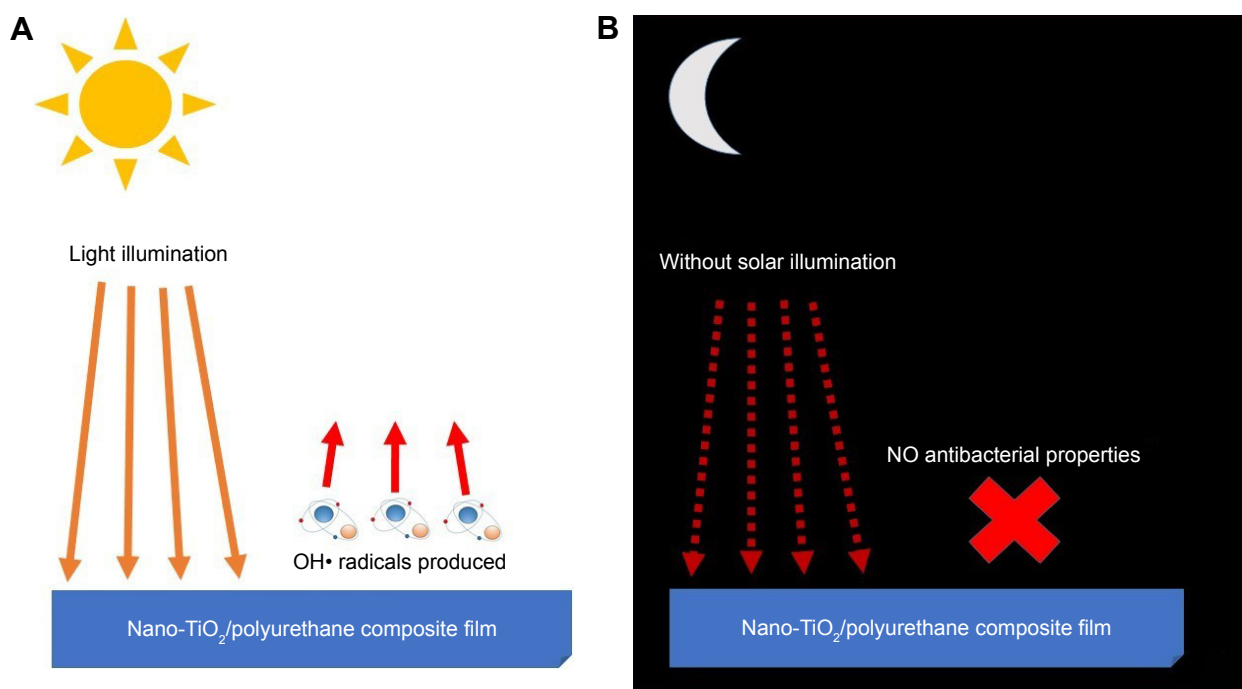 A
Light illumination
OH• radicals produced
Nano-TiO₂/polyurethane composite film
B
Without solar illumination
NO antibacterial properties
Nano-TiO₂/polyurethane composite film